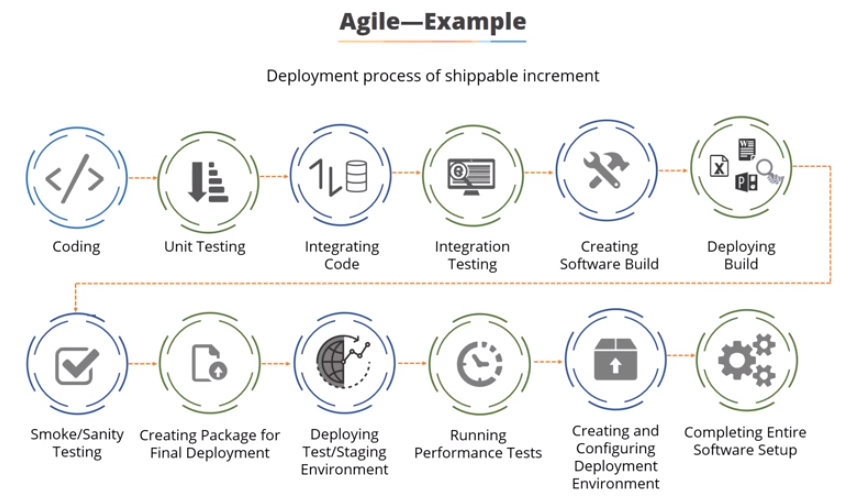 Agile—Example
Deployment process of shippable increment
</>
Coding
Unit Testing
Integrating
Code
Integration
Testing
Creating
Software Build
W
X
P
Deploying
Build
Smoke/Sanity
Testing
Creating Package for
Final Deployment
Deploying
Test/Staging
Environment
Running
Performance Tests
Creating and
Configuring
Deployment
Environment
Completing Entire
Software Setup